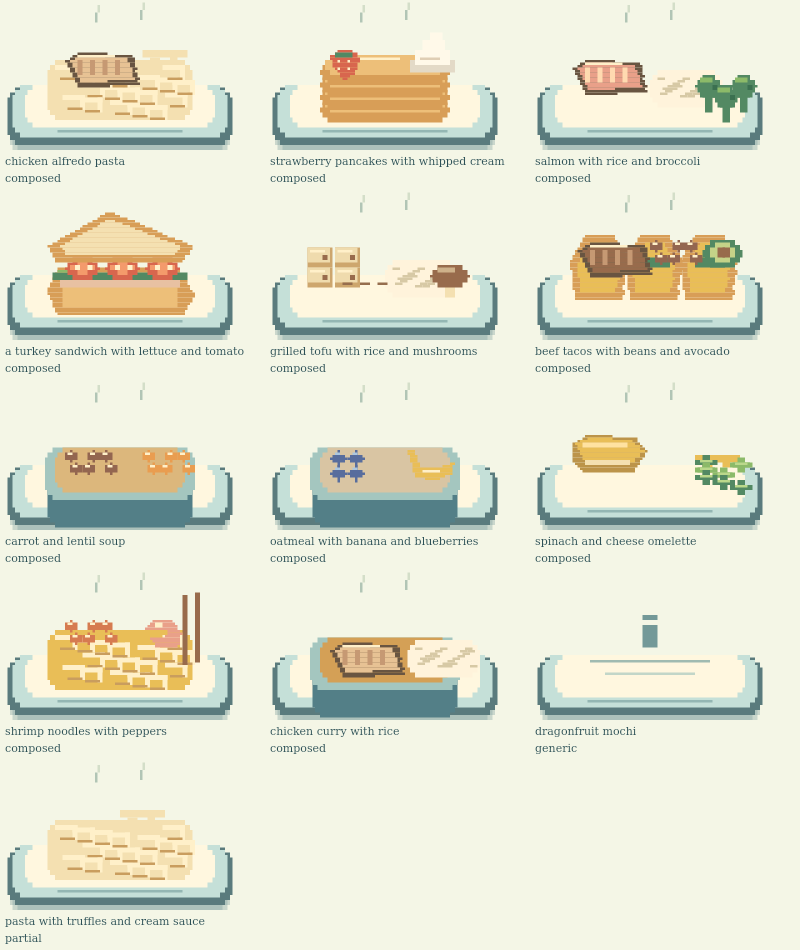 chicken alfredo pasta
composed
strawberry pancakes with whipped cream
composed
salmon with rice and broccoli
composed
a turkey sandwich with lettuce and tomato
composed
grilled tofu with rice and mushrooms
composed
beef tacos with beans and avocado
composed
carrot and lentil soup
composed
oatmeal with banana and blueberries
composed
spinach and cheese omelette
composed
shrimp noodles with peppers
composed
chicken curry with rice
composed
dragonfruit mochi
generic
pasta with truffles and cream sauce
partial